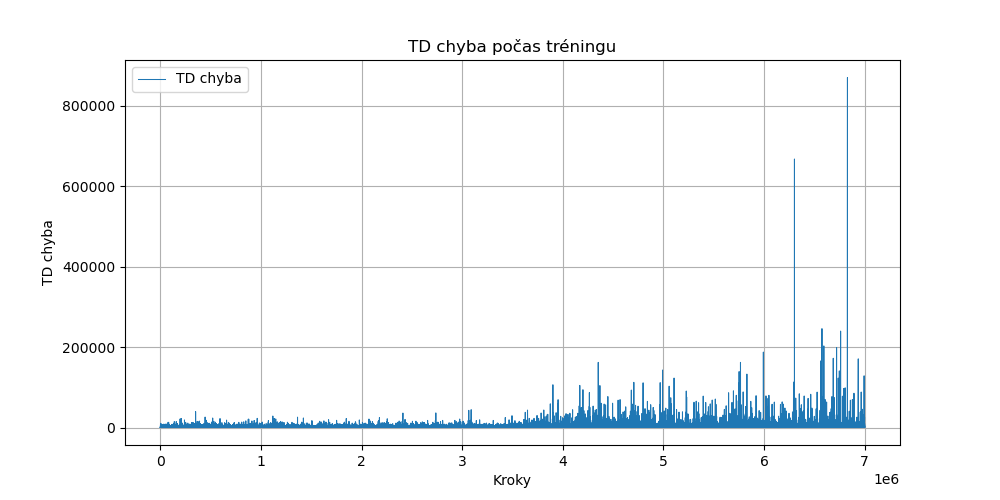 TD chyba počas tréningu
TD chyba
800000
600000
400000
200000
0
TD chyba
0 1 2 3 4 5 6 7
1e6
Kroky